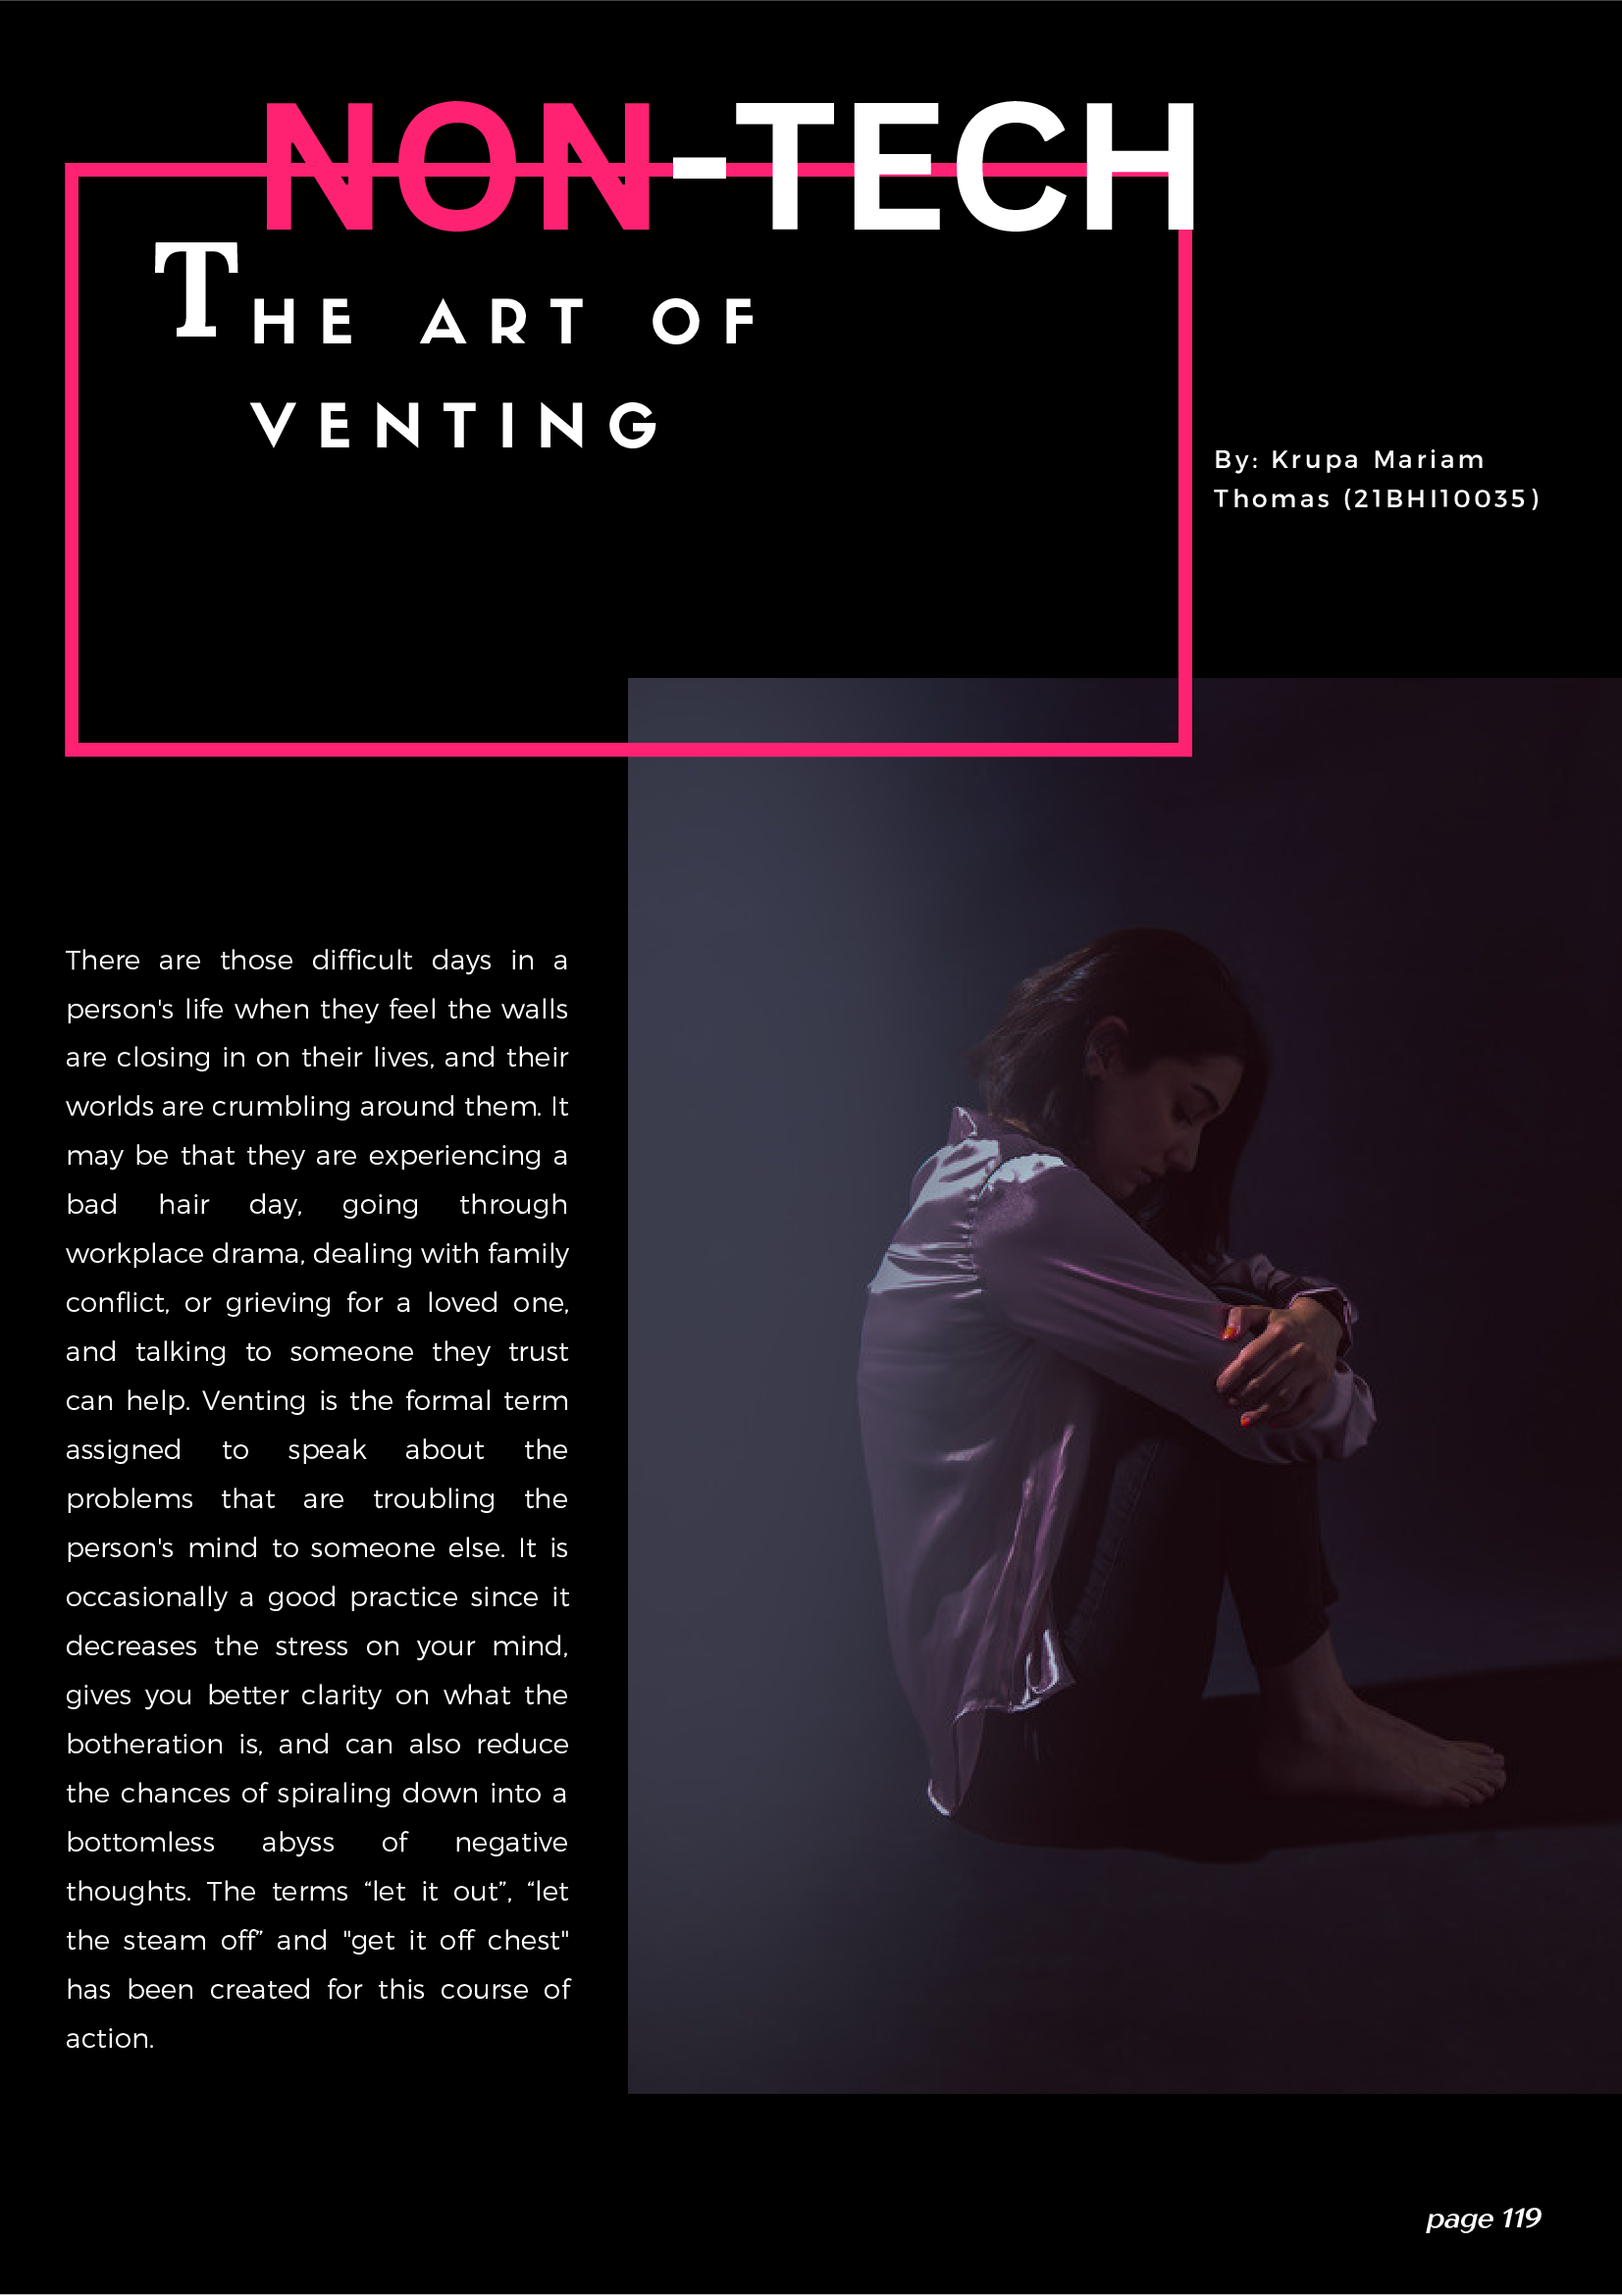 NON-TECH
THE ART OF
VENTING
By: Krupa Mariam
Thomas (21BHI10035)
There are those difficult days in a
person's life when they feel the walls
are closing in on their lives, and their
worlds are crumbling around them. It
may be that they are experiencing a
bad hair day, going through
workplace drama, dealing with family
conflict, or grieving for a loved one,
and talking to someone they trust
can help. Venting is the formal term
assigned to speak about the
problems that are troubling the
person's mind to someone else. It is
occasionally a good practice since it
decreases the stress on your mind,
gives you better clarity on what the
botheration is, and can also reduce
the chances of spiraling down into a
bottomless abyss of negative
thoughts. The terms “let it out”, “let
the steam off” and "get it off chest"
has been created for this course of
action.
page 119